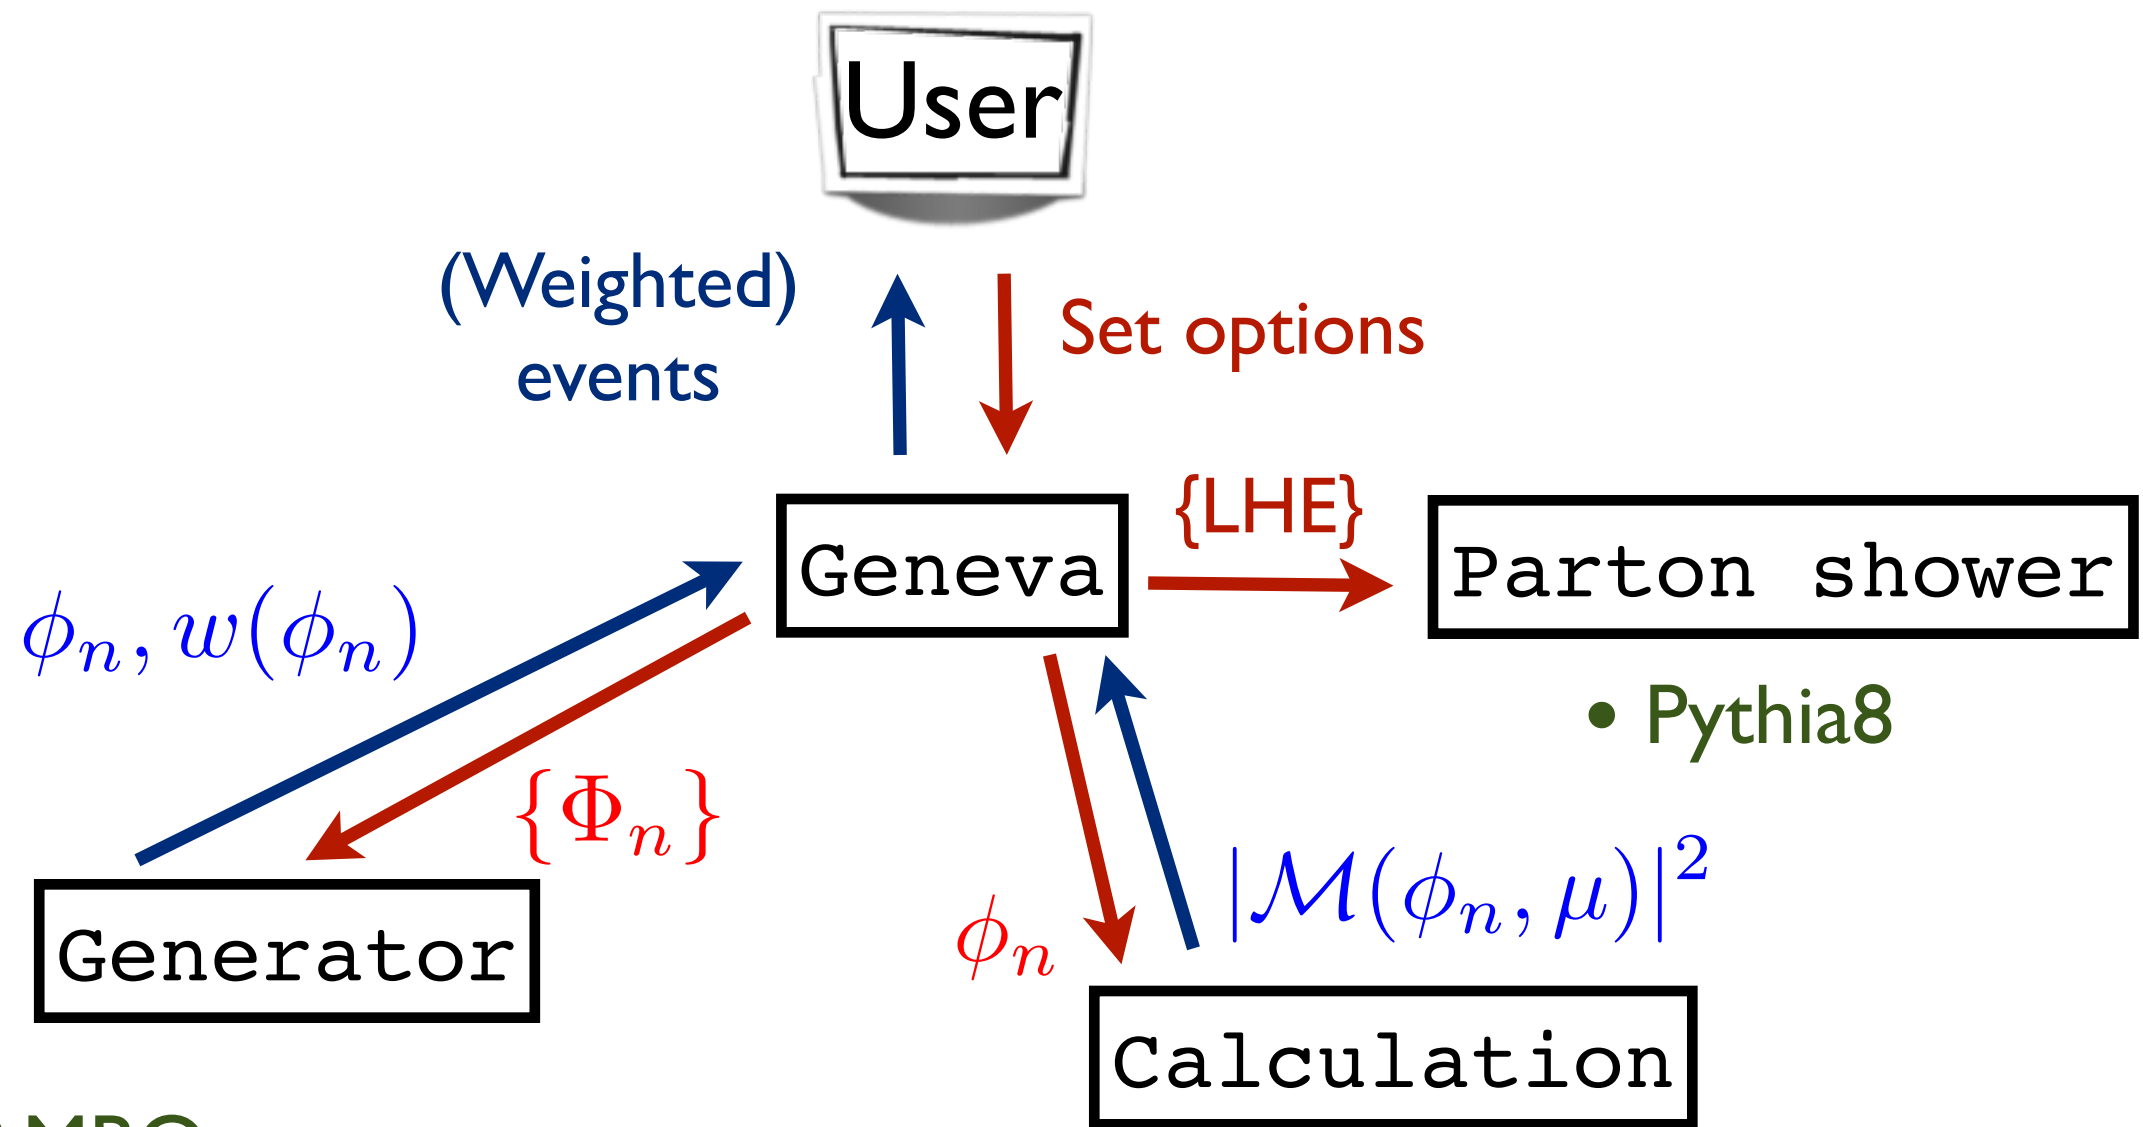 User
(Weighted)
events
Set options
{LHE}
Geneva
Parton shower
ϕn, w(ϕn)
• Pythia8
{Φn}
|M(ϕn, μ)|²
ϕn
Generator
Calculation